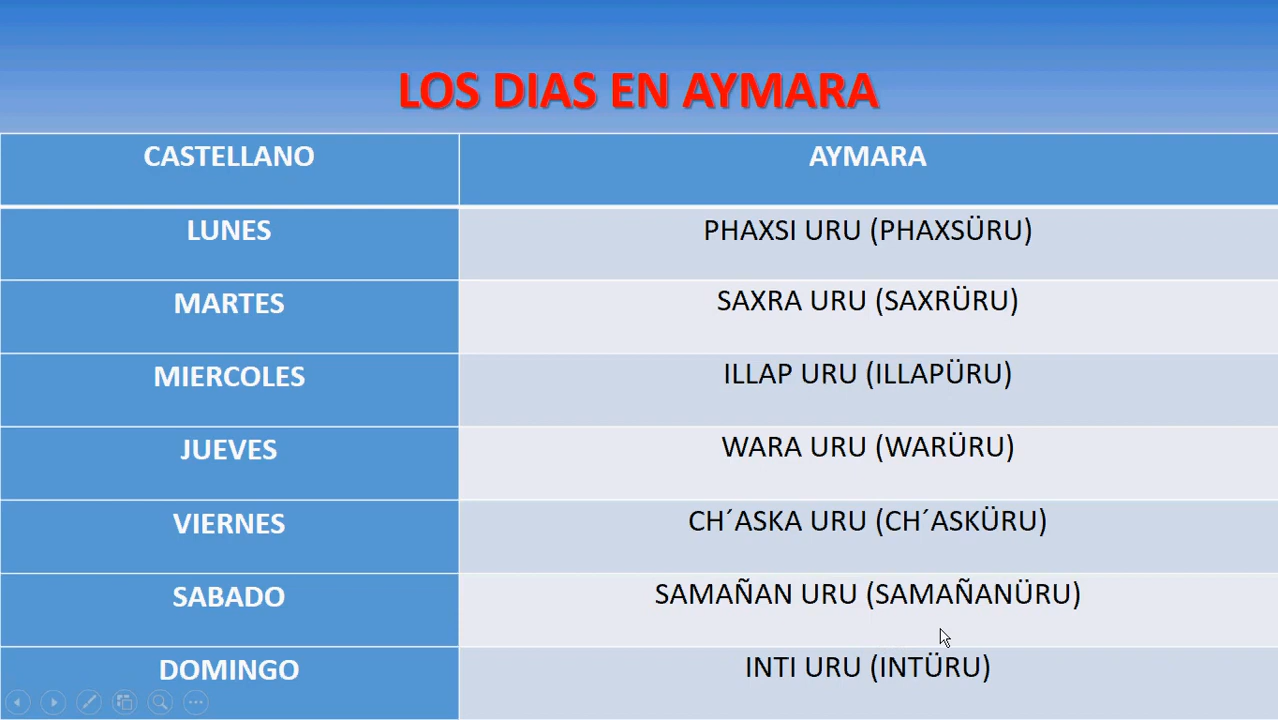 LOS DIAS EN AYMARA
CASTELLANO AYMARA
LUNES PHAXSI URU (PHAXSÜRU)
MARTES SAXRA URU (SAXRÜRU)
MIERCOLES ILLAP URU (ILLAPÜRU)
JUEVES WARA URU (WARÜRU)
VIERNES CH´ASKA URU (CH´ASKÜRU)
SABADO SAMAÑAN URU (SAMAÑANÜRU)
DOMINGO INTI URU (INTÜRU)